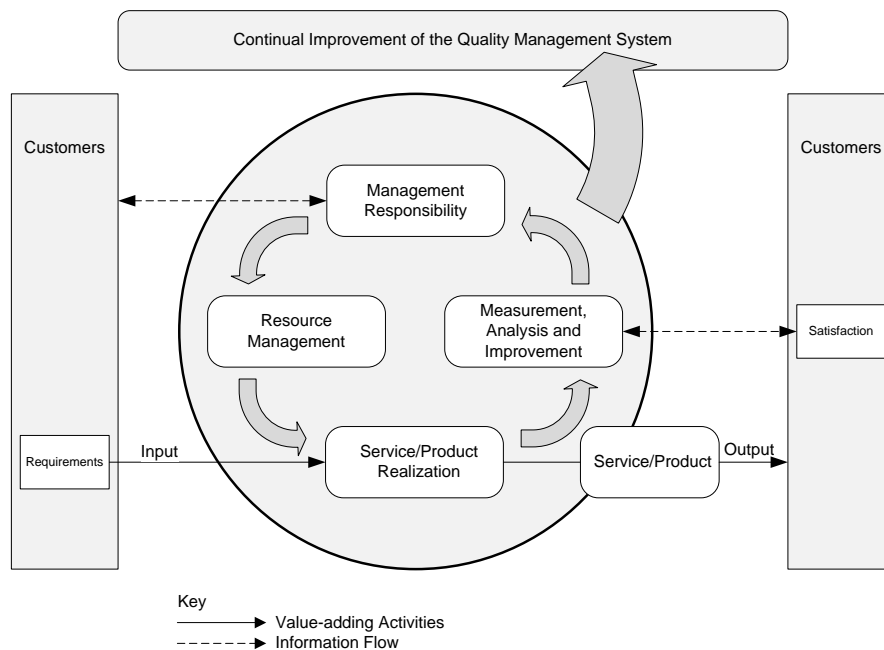 Continual Improvement of the Quality Management System
Customers
Customers
Management
Responsibility
Resource
Management
Measurement,
Analysis and
Improvement
Satisfaction
Requirements
Input
Service/Product
Realization
Service/Product
Output
Key
Value-adding Activities
Information Flow